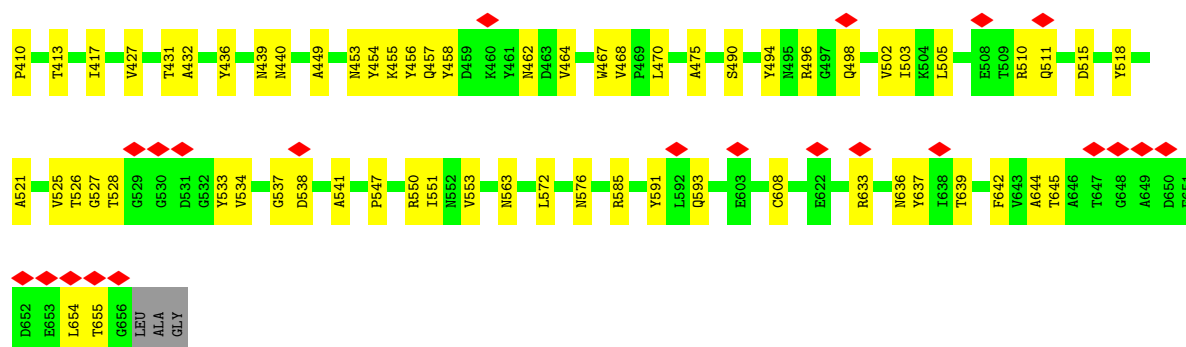 P410 T413 I417 V427 T431 A432 Y436 N439 N440 A449 N453 Y454 K455 Y456 Q457 Y458 D459 K460 Y461 N462 D463 V464 W467 V468 P469 L470 A475 S490 Y494 N495 R496 G497 Q498 V502 I503 K504 L505 E508 T509 R510 Q511 D515 Y518
A521 V525 T526 G527 T528 G529 G530 D531 G532 Y533 V534 G537 D538 A541 P547 R550 I551 N552 V553 N563 L572 N576 R585 Y591 L592 Q593 E603 C608 E622 R633 N636 Y637 I638 T639 F642 V643 A644 T645 A646 T647 G648 A649 D650
D652 E653 L654 T655 G656 LEU ALA GLY